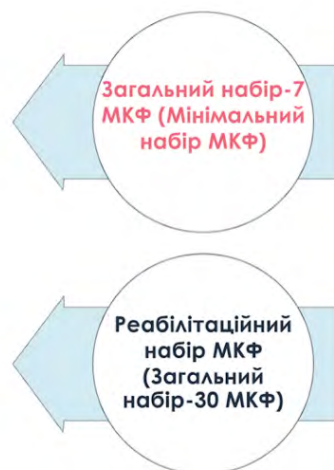 Загальний набір-7
МКФ (Мінімальний
набір МКФ)
Реабілітаційний
набір МКФ
(Загальний
набір-30 МКФ)